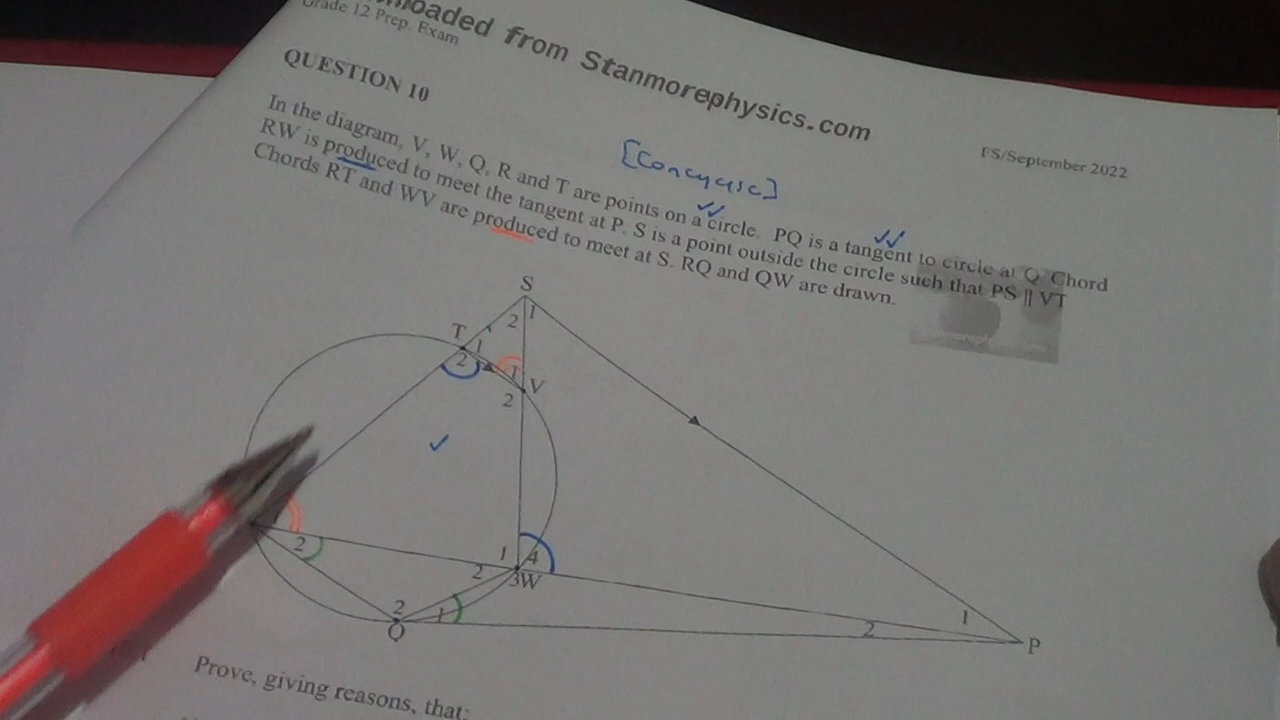 nloaded from Stanmorephysics.com
Grade 12 Prep. Exam
FS/September 2022
QUESTION 10
[Concyclic]
In the diagram, V, W, Q, R and T are points on a circle. PQ is a tangent to circle at Q. Chord
RW is produced to meet the tangent at P. S is a point outside the circle such that PS || VT
Chords RT and WV are produced to meet at S. RQ and QW are drawn.
S
2 1
T
1
2
1
V
2
2
1
4
2
3W
2
1
Q
1
2
P
Prove, giving reasons, that: